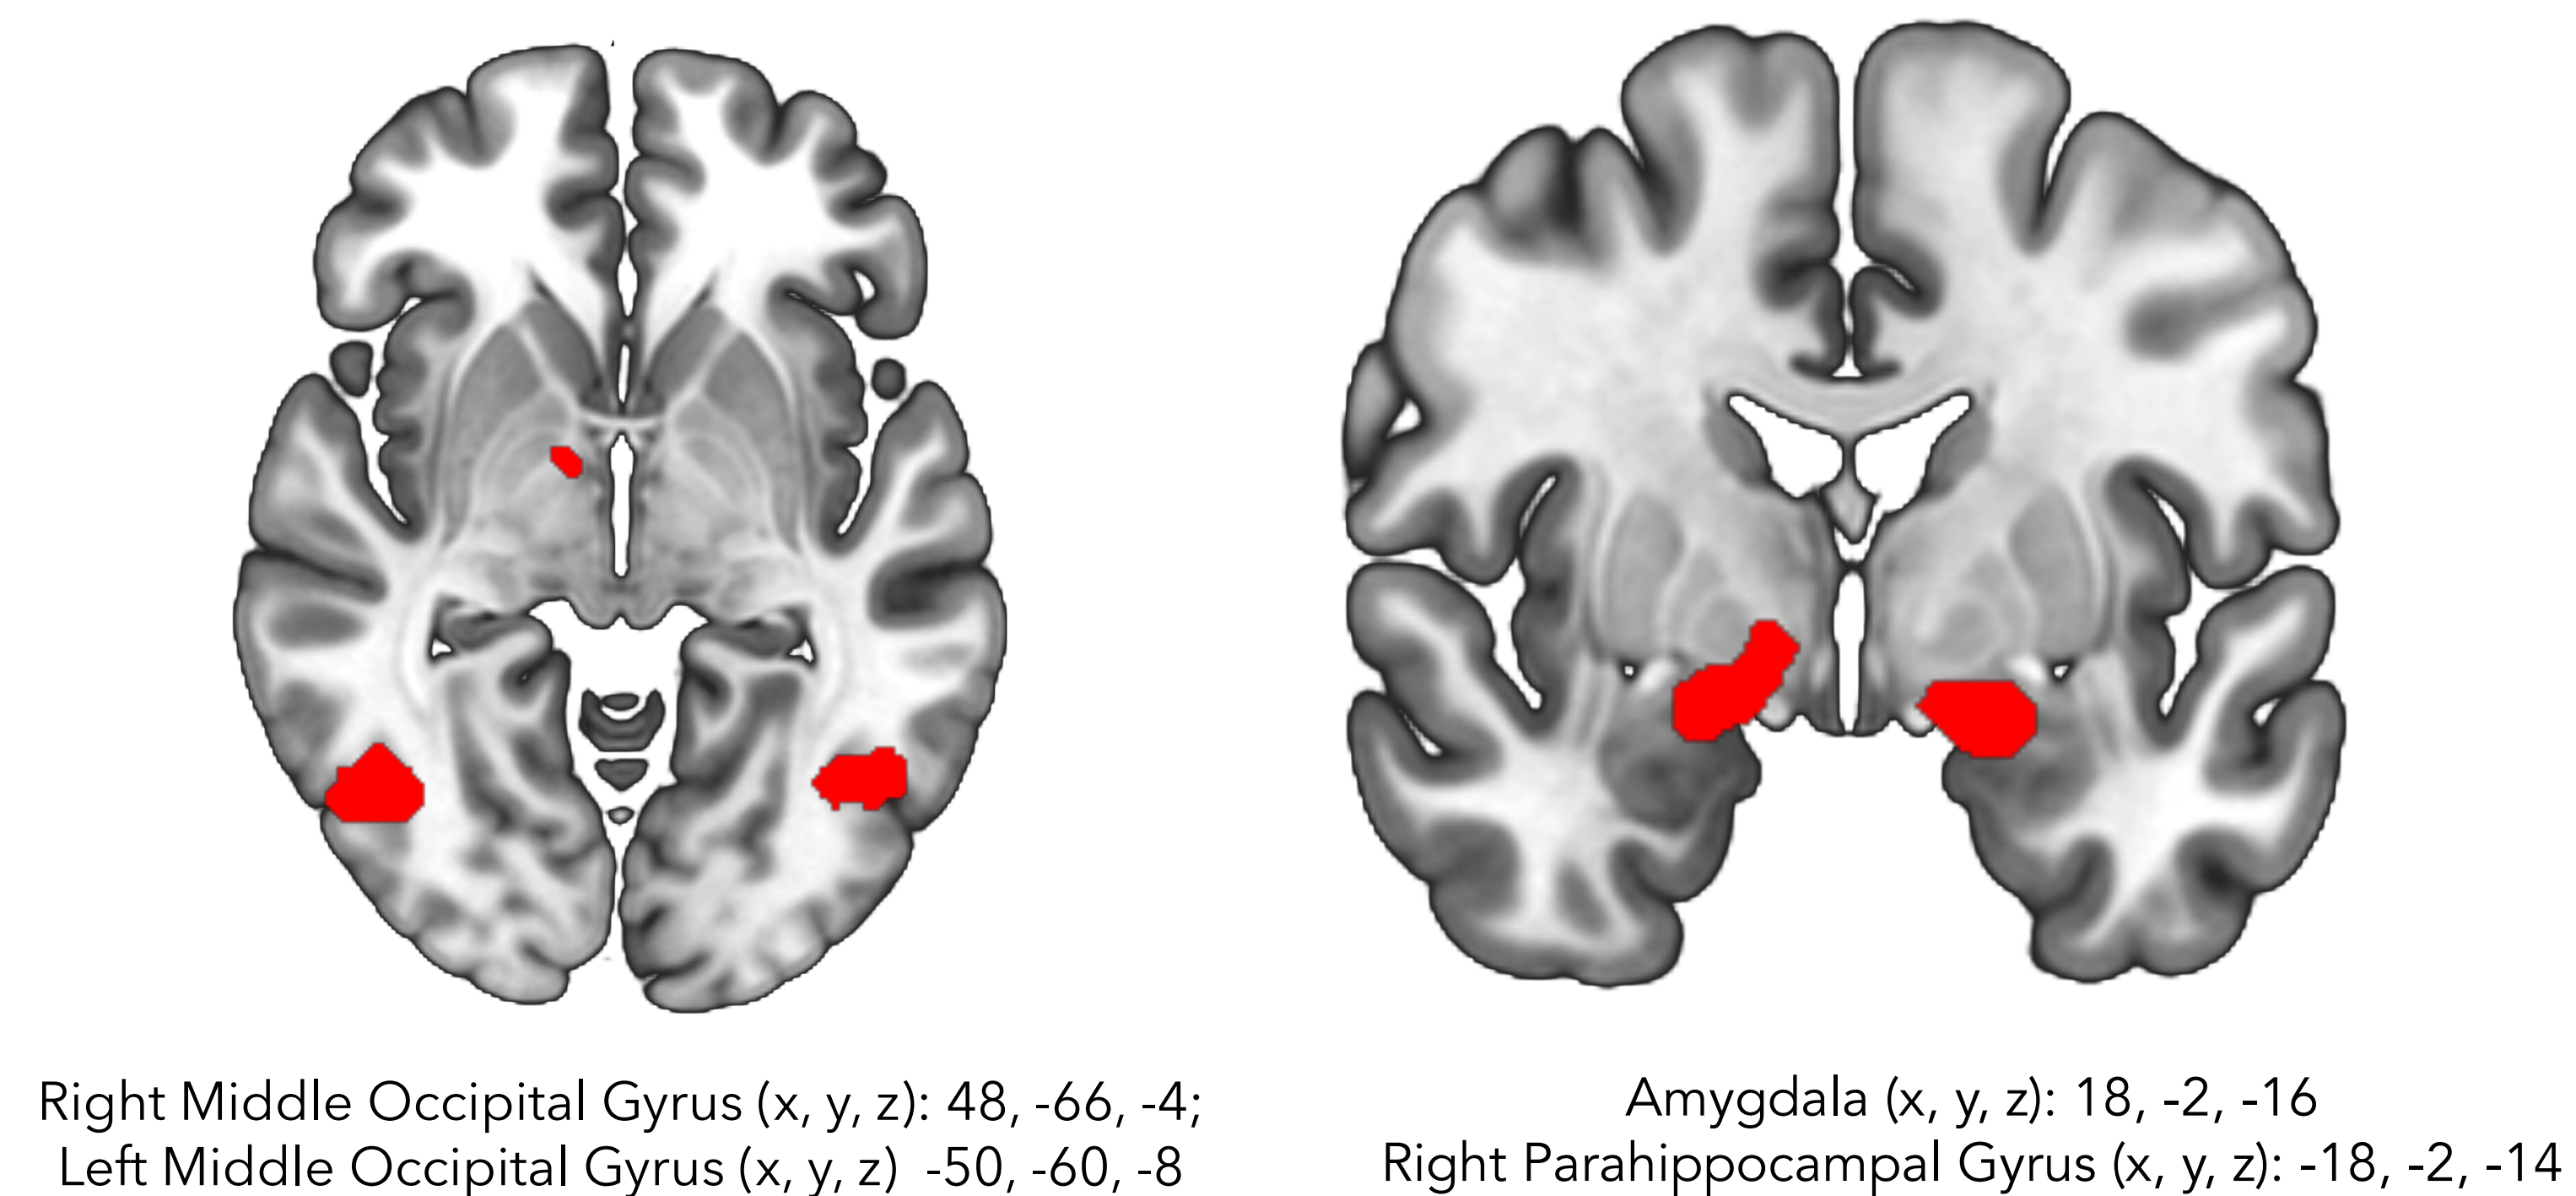 Right Middle Occipital Gyrus (x, y, z): 48, -66, -4;
Left Middle Occipital Gyrus (x, y, z) -50, -60, -8
Amygdala (x, y, z): 18, -2, -16
Right Parahippocampal Gyrus (x, y, z): -18, -2, -14